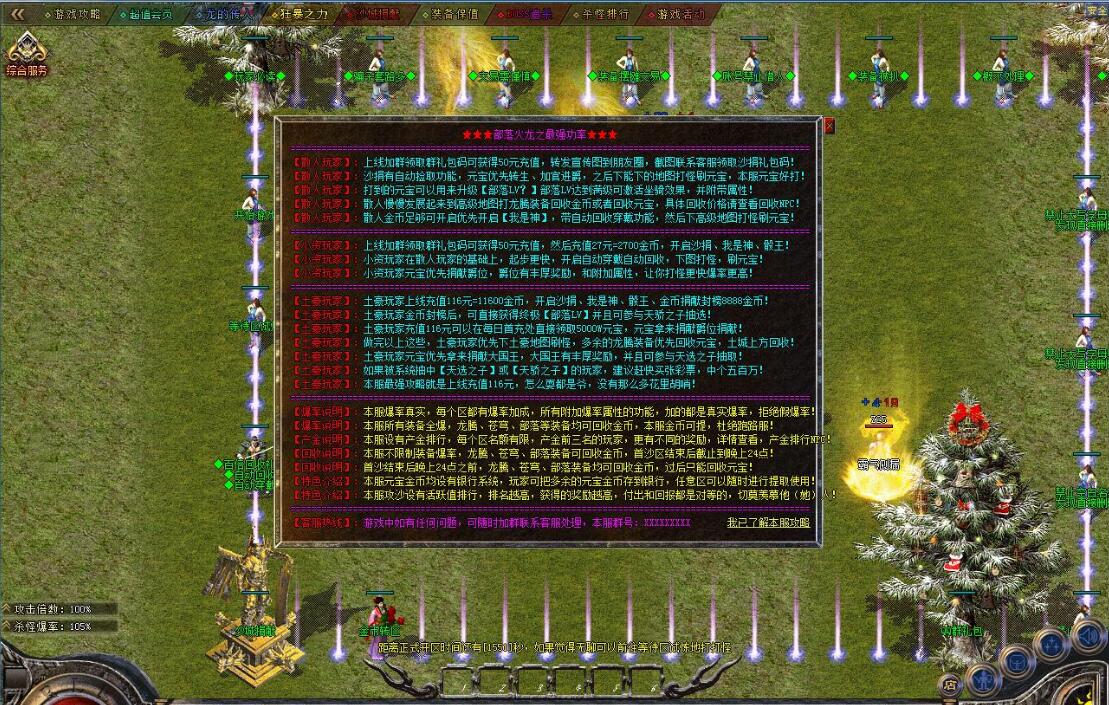 游戏攻略
超值会员
龙的传人
狂暴之力
沙城捐献
装备保值
杀怪排行
游戏活动
安全
综合服务
★★★部落火龙之最强功率★★★
【散人玩家】：上线加群领取群礼包码可获得50元充值，转发宣传图到朋友圈，截图联系客服领取沙捐礼包码！
【散人玩家】：沙捐有自动捡取功能，元宝优先转生、加官进爵，之后下能下的地图打怪刷元宝，本服元宝好打！
【散人玩家】：打到的元宝可以用来升级【部落LV？】部落LV达到满级可激活坐骑效果，并附带属性！
【散人玩家】：散人慢慢发展起来到高级地图打龙腾装备回收金币或者回收元宝，具体回收价格请查看回收NPC！
【散人玩家】：散人金币足够可开启优先开启【我是神】，带自动回收穿戴功能，然后下高级地图打怪刷元宝！
【小资玩家】：上线加群领取群礼包码可获得50元充值，然后充值27元=2700金币，开启沙捐、我是神、骰王！
【小资玩家】：小资玩家在散人玩家的基础上，起步更快，开启自动穿戴自动回收，下图打怪，刷元宝！
【小资玩家】：小资玩家元宝优先捐献爵位，爵位有丰厚奖励，和附加属性，让你打怪更快爆率更高！
【土豪玩家】：土豪玩家上线充值116元=11600金币，开启沙捐、我是神、骰王、金币捐献封榜8888金币！
【土豪玩家】：土豪玩家金币封榜后，可直接获得终极【部落LV】并且可参与天骄之子抽选！
【土豪玩家】：土豪玩家充值116元可以在每日首充处直接领取5000W元宝，元宝拿来捐献爵位捐献！
【土豪玩家】：做完以上这些，土豪玩家优先下土豪地图刷怪，多余的龙腾装备优先回收元宝，土城上方回收！
【土豪玩家】：土豪玩家元宝优先拿来捐献大国王，大国王有丰厚奖励，并且可参与天选之子抽取！
【土豪玩家】：如果被系统抽中【天选之子】或【天骄之子】的玩家，建议赶快买张彩票，中个五百万！
【土豪玩家】：本服最强攻略就是上线充值116元，怎么耍都是爷，没有那么多花里胡哨！
【爆率说明】：本服爆率真实，每个区都有爆率加成，所有附加爆率属性的功能，加的都是真实爆率，拒绝假爆率！
【爆率说明】：本服所有装备全爆，龙腾、苍穹、部落等装备均可回收金币，本服金币可提，杜绝跑路服！
【产金说明】：本服设有产金排行，每个区名额有限，产金前三名的玩家，更有不同的奖励，详情查看，产金排行NPC！
【回收说明】：本服不限制装备爆率，龙腾、苍穹、部落装备可回收金币，首沙区结束后截止到晚上24点！
【回收说明】：首沙结束后晚上24点之前，龙腾、苍穹、部落装备均可回收金币，过后只能回收元宝！
【特色介绍】：本服元宝金币均设有银行系统，玩家可把多余的元宝金币存到银行，任意区可以随时进行提取使用！
【特色介绍】：本服攻沙设有活跃值排行，排名越高，获得的奖励越高，付出和回报都是对等的，切莫羡慕他（她）人！
【客服热线】：游戏中如有任何问题，可随时加群联系客服处理，本服群号：XXXXXXXXX
我已了解本服攻略
霸气侧漏
沙城捐献
金币转区
攻击倍数：100%
杀怪爆率：105%
1 2 3 4 5 6